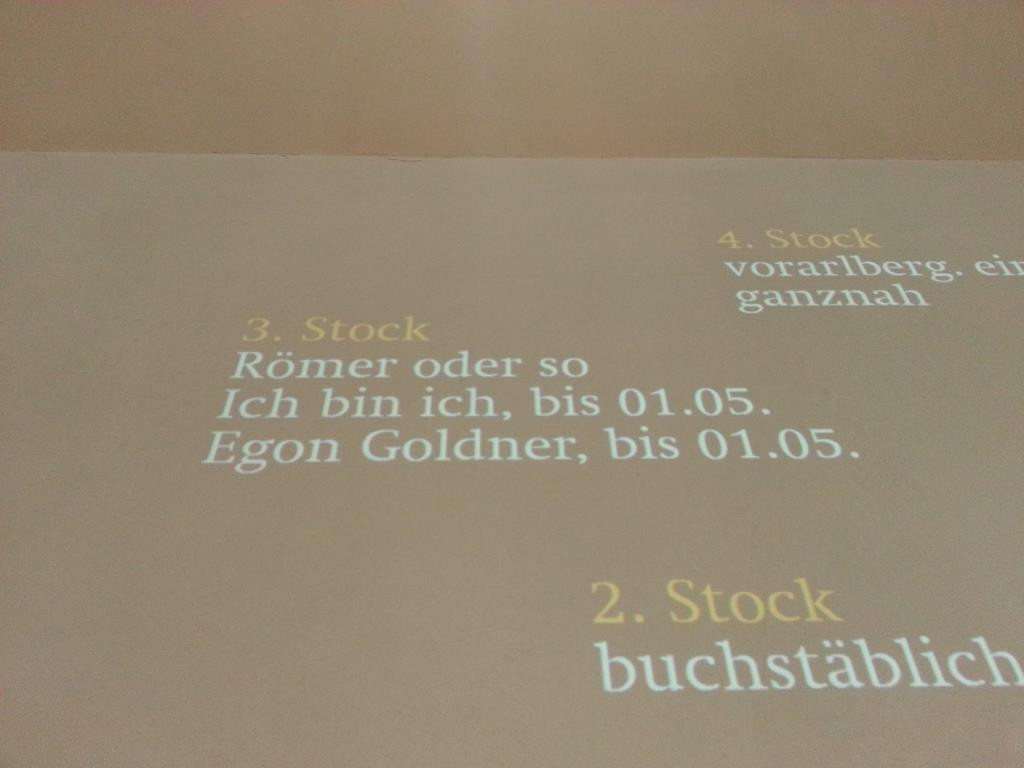 4. Stock
vorarlberg. ein
ganznah
3. Stock
Römer oder so
Ich bin ich, bis 01.05.
Egon Goldner, bis 01.05.
2. Stock
buchstäblich